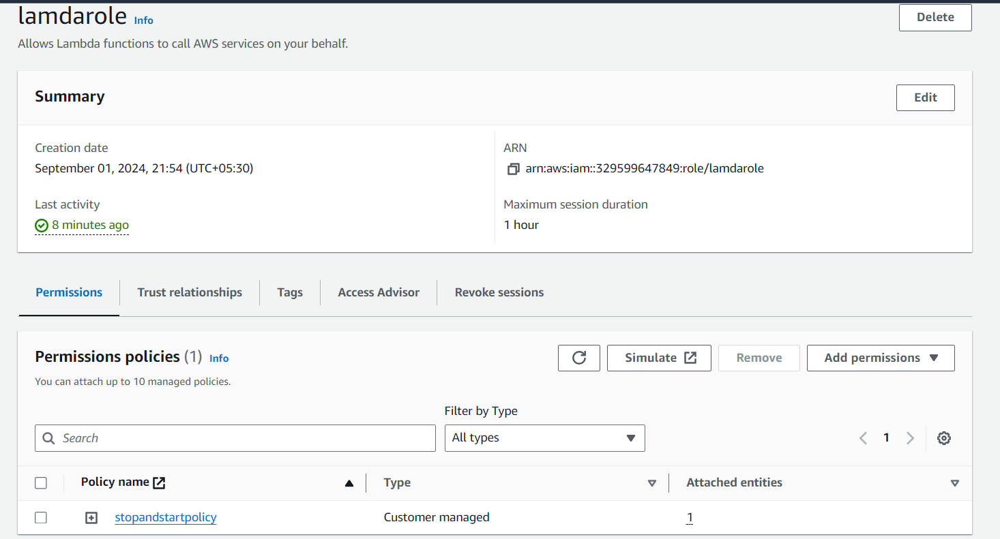 lamdarole Info
Delete
Allows Lambda functions to call AWS services on your behalf.
Summary
Edit
Creation date
September 01, 2024, 21:54 (UTC+05:30)
ARN
arn:aws:iam::329599647849:role/lamdarole
Last activity
8 minutes ago
Maximum session duration
1 hour
Permissions
Trust relationships
Tags
Access Advisor
Revoke sessions
Permissions policies (1) Info
Simulate
Remove
Add permissions
You can attach up to 10 managed policies.
Filter by Type
Search
All types
1
Policy name
Type
Attached entities
stopandstartpolicy
Customer managed
1